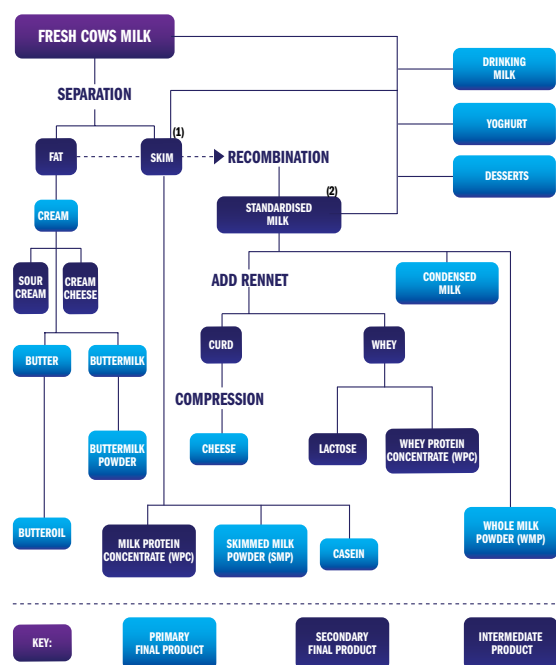 FRESH COWS MILK
SEPARATION
DRINKING
MILK
YOGHURT
DESSERTS
FAT
SKIM
(1)
RECOMBINATION
(2)
STANDARDISED
MILK
CREAM
SOUR
CREAM
CREAM
CHEESE
ADD RENNET
CONDENSED
MILK
CURD
WHEY
BUTTER
BUTTERMILK
COMPRESSION
BUTTERMILK
POWDER
CHEESE
LACTOSE
WHEY PROTEIN
CONCENTRATE (WPC)
BUTTEROIL
MILK PROTEIN
CONCENTRATE (WPC)
SKIMMED MILK
POWDER (SMP)
CASEIN
WHOLE MILK
POWDER (WMP)
KEY:
PRIMARY
FINAL PRODUCT
SECONDARY
FINAL PRODUCT
INTERMEDIATE
PRODUCT